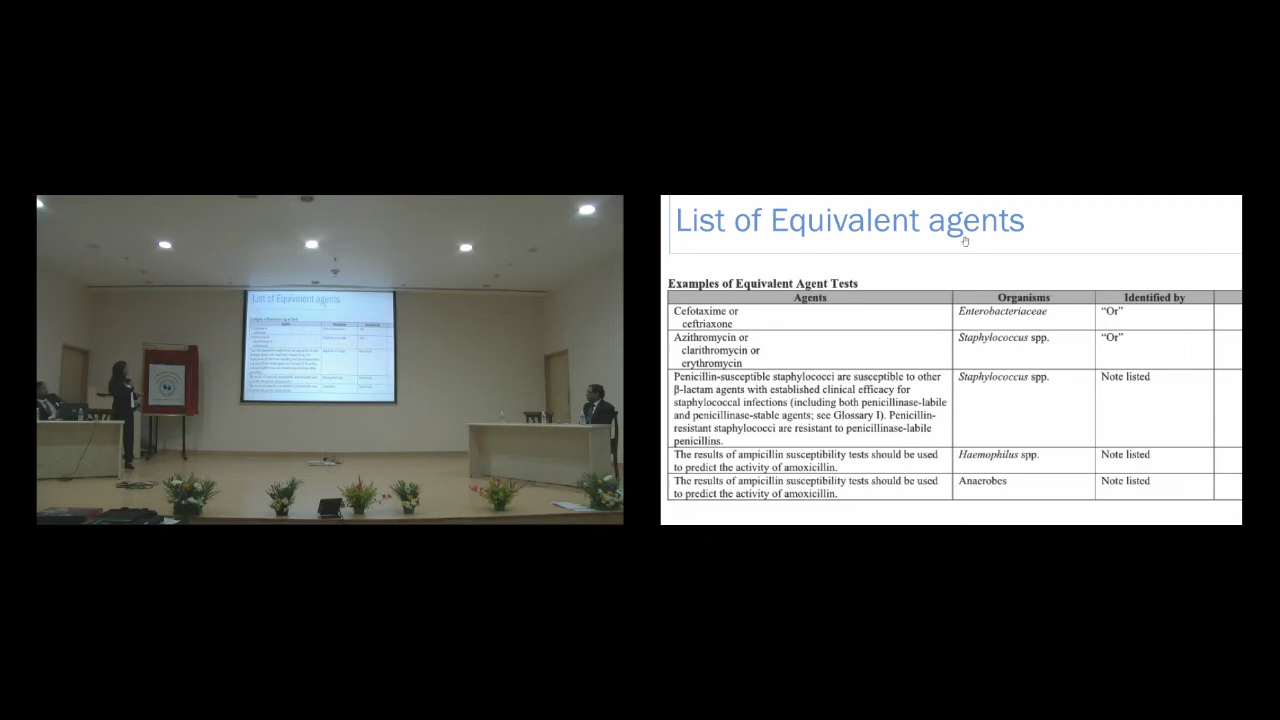 List of Equivalent agents
List of Equivalent agents
Examples of Equivalent Agent Tests
Agents Organisms Identified by
Cefotaxime or Enterobacteriaceae “Or”
ceftriaxone
Azithromycin or Staphylococcus spp. “Or”
clarithromycin or
erythromycin
Penicillin-susceptible staphylococci are susceptible to other Staphylococcus spp. Note listed
β-lactam agents with established clinical efficacy for
staphylococcal infections (including both penicillinase-labile
and penicillinase-stable agents; see Glossary I). Penicillin-
resistant staphylococci are resistant to penicillinase-labile
penicillins.
The results of ampicillin susceptibility tests should be used Haemophilus spp. Note listed
to predict the activity of amoxicillin.
The results of ampicillin susceptibility tests should be used Anaerobes Note listed
to predict the activity of amoxicillin.